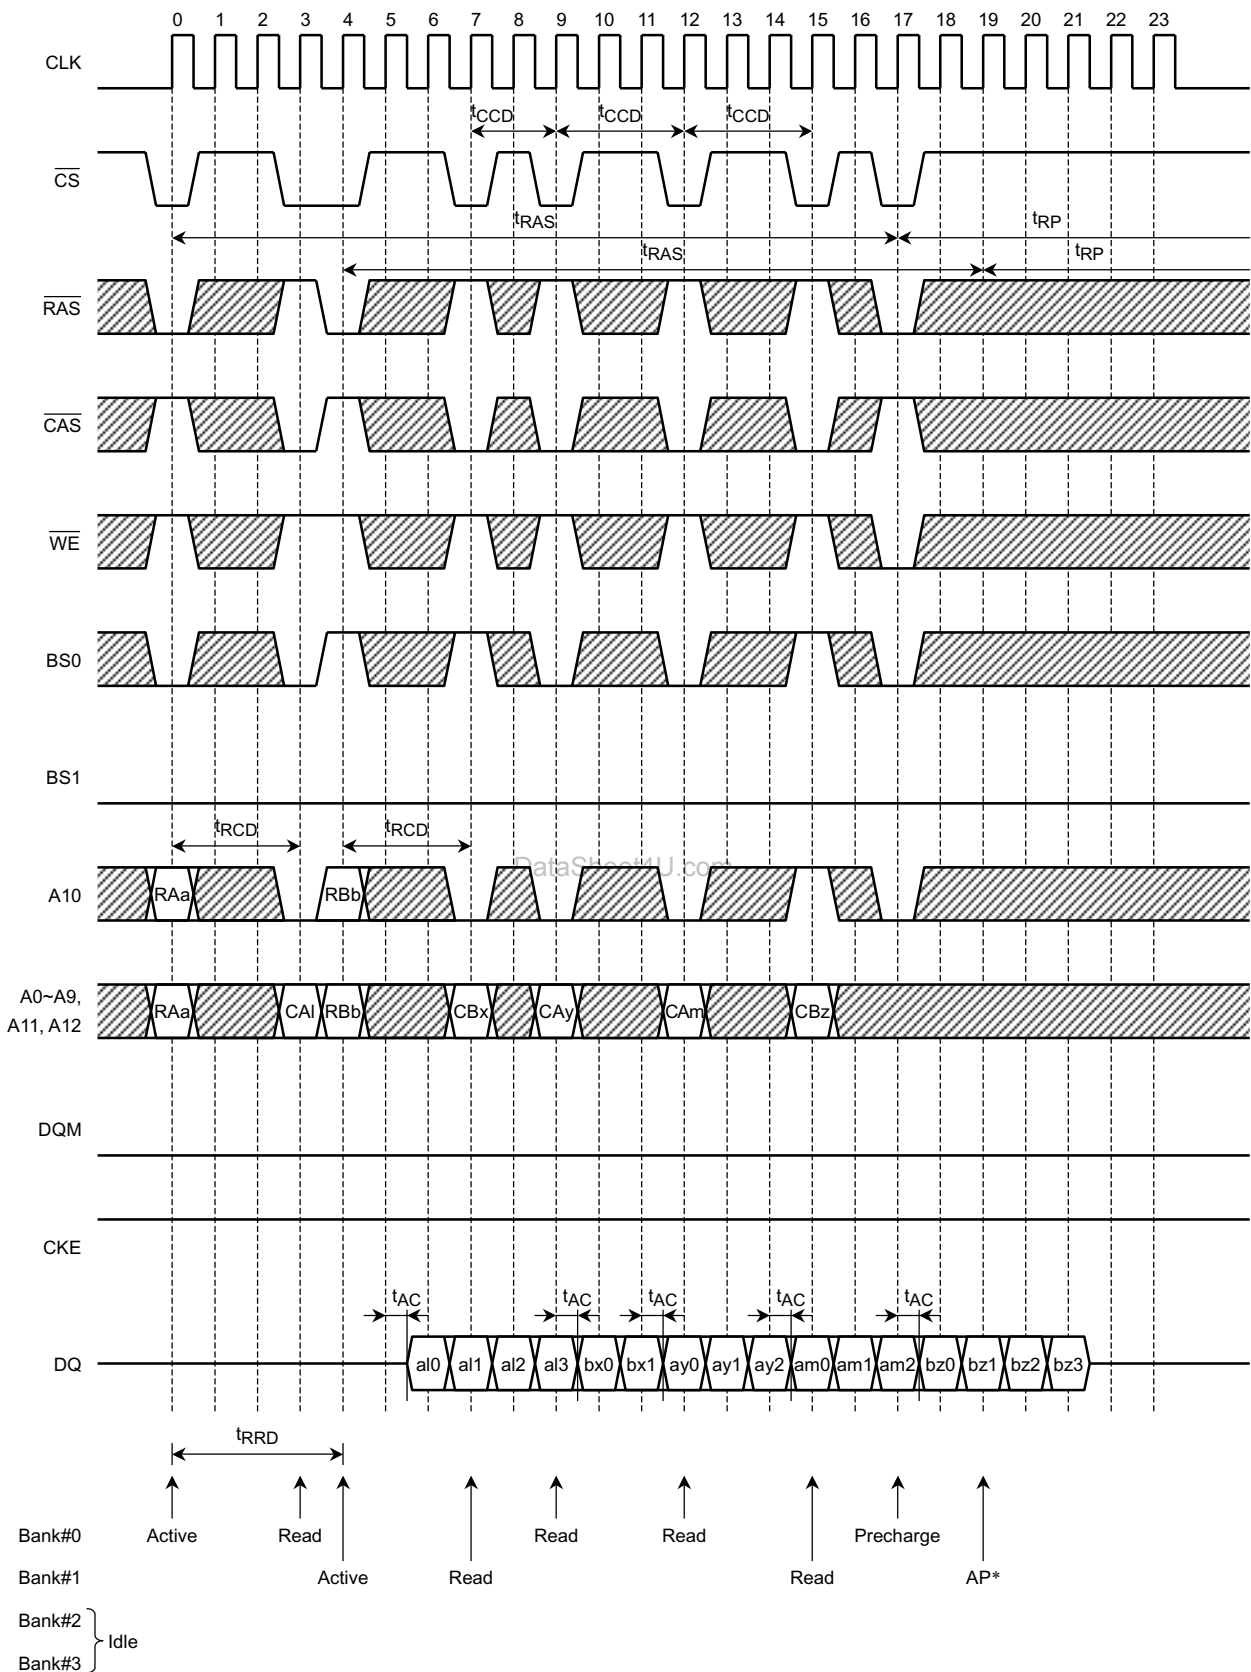 0 1 2 3 4 5 6 7 8 9 10 11 12 13 14 15 16 17 18 19 20 21 22 23
CLK
tCCD tCCD tCCD
CS
tRAS tRP
tRAS tRP
RAS
CAS
WE
BS0
BS1
tRCD tRCD
DataSheet4U.com
A10 RAa RBb
A0~A9,
A11, A12
RAa CAl RBb CBx CAy CAm CBz
DQM
CKE
tAC tAC tAC tAC tAC
DQ al0 al1 al2 al3 bx0 bx1 ay0 ay1 ay2 am0 am1 am2 bz0 bz1 bz2 bz3
tRRD
Bank#0 Active Read Read Read Precharge
Bank#1 Active Read Read AP*
Bank#2
Idle
Bank#3